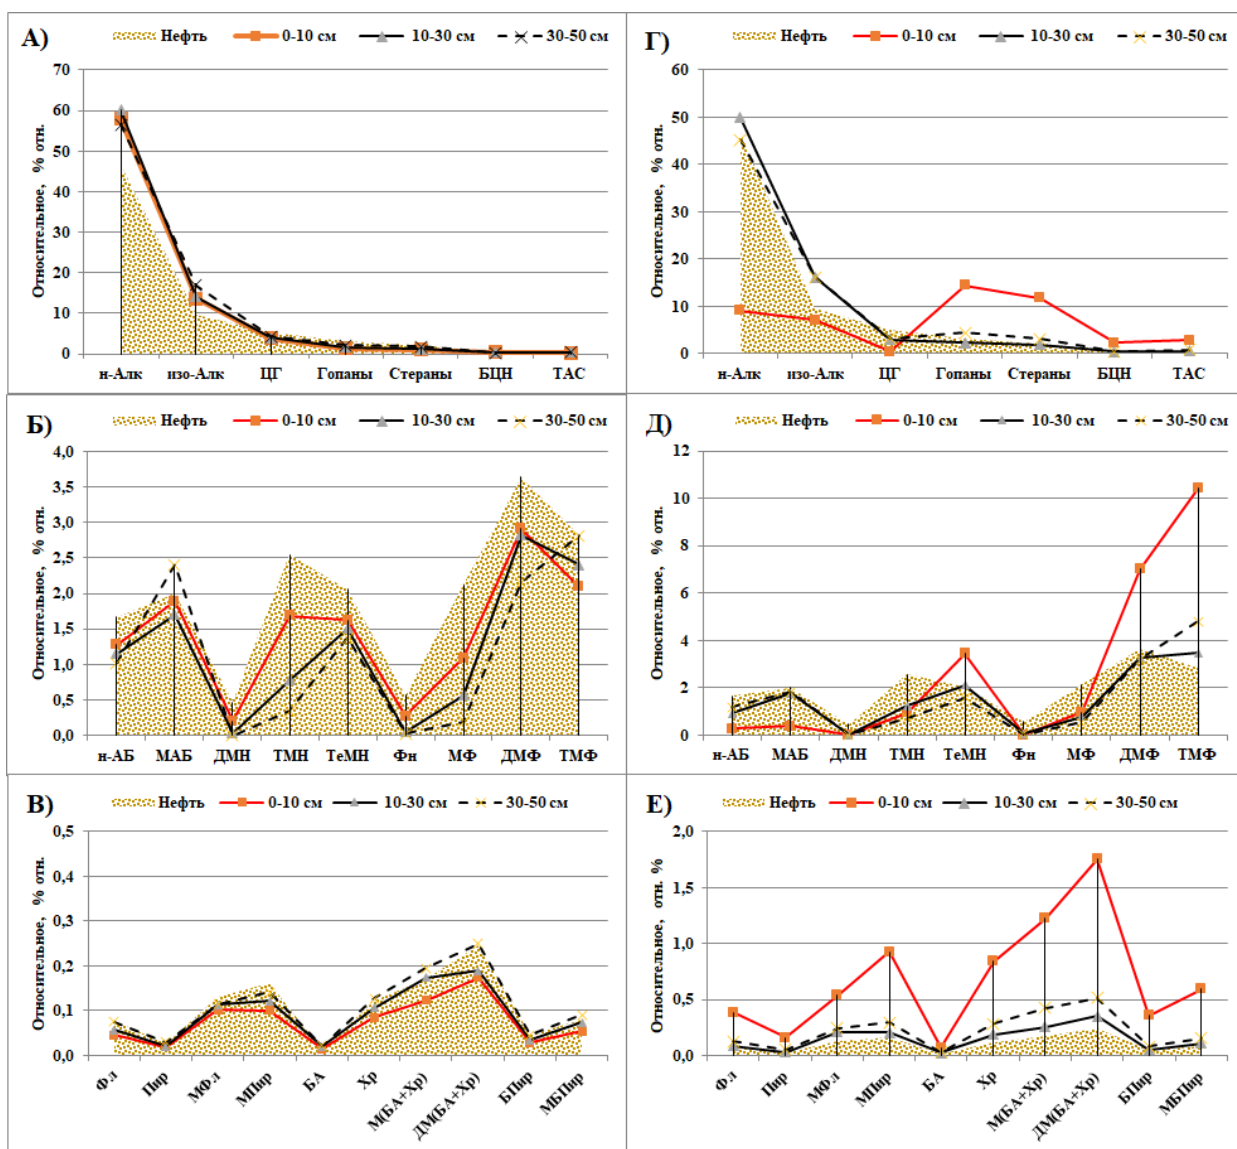 А)
Нефть 0-10 см 10-30 см 30-50 см
Относительное, % отн.
70
60
50
40
30
20
10
0
н-Алк изо-Алк ЦГ Гопаны Стераны БЦН ТАС
Г)
Нефть 0-10 см 10-30 см 30-50 см
Относительное, % отн.
60
50
40
30
20
10
0
н-Алк изо-Алк ЦГ Гопаны Стераны БЦН ТАС
Б)
Нефть 0-10 см 10-30 см 30-50 см
Относительное, % отн.
4,0
3,5
3,0
2,5
2,0
1,5
1,0
0,5
0,0
н-АБ МАБ ДМН ТМН ТеМН Фн МФ ДМФ ТМФ
Д)
Нефть 0-10 см 10-30 см 30-50 см
Относительное, % отн.
12
10
8
6
4
2
0
н-АБ МАБ ДМН ТМН ТеМН Фн МФ ДМФ ТМФ
В)
Нефть 0-10 см 10-30 см 30-50 см
Относительное, % отн.
0,5
0,4
0,3
0,2
0,1
0,0
Фл Пир МФл МПир БА Хр М(БА+Хр) ДМ(БА+Хр) БПир МБПир
Е)
Нефть 0-10 см 10-30 см 30-50 см
Относительное, отн. %
2,0
1,5
1,0
0,5
0,0
Фл Пир МФл МПир БА Хр М(БА+Хр) ДМ(БА+Хр) БПир МБПир